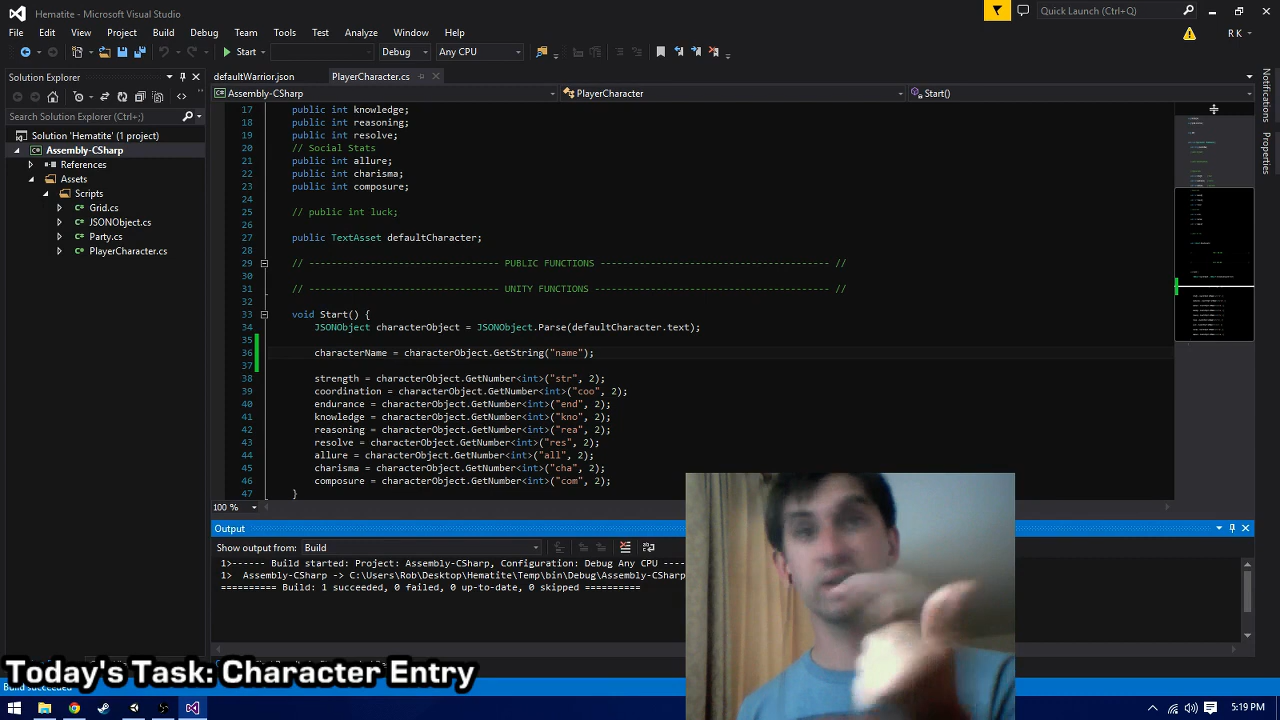 Hematite - Microsoft Visual Studio
Quick Launch (Ctrl+Q)
File Edit View Project Build Debug Team Tools Test Analyze Window Help
R K
Start Debug Any CPU
Solution Explorer
Search Solution Explorer (Ctrl+;)
Solution 'Hematite' (1 project)
Assembly-CSharp
References
Assets
Scripts
Grid.cs
JSONObject.cs
Party.cs
PlayerCharacter.cs
defaultWarrior.json PlayerCharacter.cs
Assembly-CSharp PlayerCharacter Start()
17 public int knowledge;
18 public int reasoning;
19 public int resolve;
20 // Social Stats
21 public int allure;
22 public int charisma;
23 public int composure;
24
25 // public int luck;
26
27 public TextAsset defaultCharacter;
28
29 // ---------------------------------- PUBLIC FUNCTIONS ----------------------------------------- //
30
31 // ---------------------------------- UNITY FUNCTIONS ------------------------------------------ //
32
33 void Start() {
34 JSONObject characterObject = JSONObject.Parse(defaultCharacter.text);
35
36 characterName = characterObject.GetString("name");
37
38 strength = characterObject.GetNumber<int>("str", 2);
39 coordination = characterObject.GetNumber<int>("coo", 2);
40 endurance = characterObject.GetNumber<int>("end", 2);
41 knowledge = characterObject.GetNumber<int>("kno", 2);
42 reasoning = characterObject.GetNumber<int>("rea", 2);
43 resolve = characterObject.GetNumber<int>("res", 2);
44 allure = characterObject.GetNumber<int>("all", 2);
45 charisma = characterObject.GetNumber<int>("cha", 2);
46 composure = characterObject.GetNumber<int>("com", 2);
47 }
100 %
Notifications
Properties
Output
Show output from: Build
1>------ Build started: Project: Assembly-CSharp, Configuration: Debug Any CPU
1> Assembly-CSharp -> C:\Users\Rob\Desktop\Hematite\Temp\bin\Debug\Assembly-CSharp
========== Build: 1 succeeded, 0 failed, 0 up-to-date, 0 skipped ==========
Today's Task: Character Entry
Build succeeded
5:19 PM